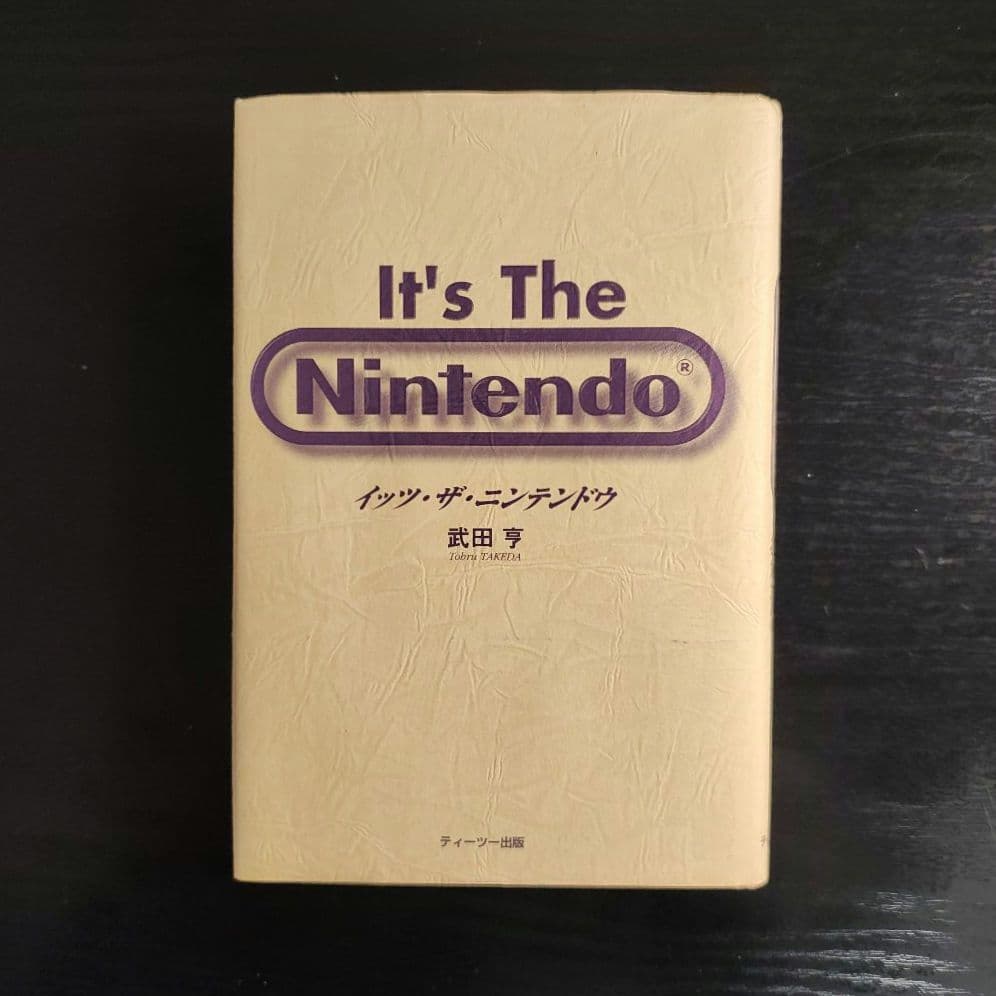 It's The
Nintendo®
イッツ・ザ・ニンテンドウ
武田 亨
Tohru TAKEDA
ティーツー出版